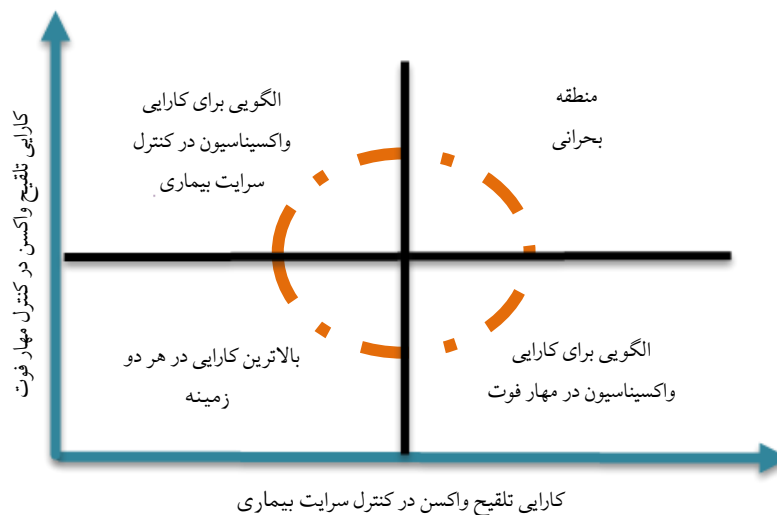 منطقه
بحرانی
الگویی برای کارایی
واکسیناسیون در کنترل
سرایت بیماری
کارایی تلقیح واکسن در کنترل مهار فوت
الگویی برای کارایی
واکسیناسیون در مهار فوت
بالاترین کارایی در هر دو
زمینه
کارایی تلقیح واکسن در کنترل سرایت بیماری